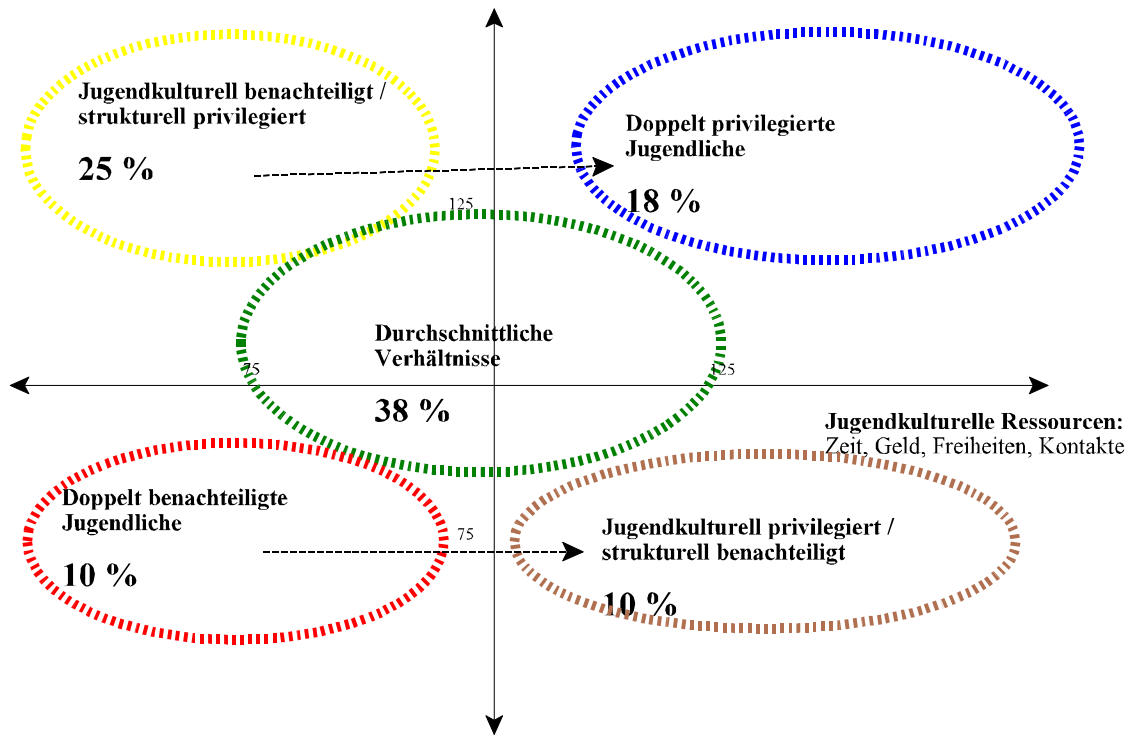 Jugendkulturell benachteiligt /
strukturell privilegiert
25 %
Doppelt privilegierte
Jugendliche
18 %
125
Durchschnittliche
Verhältnisse
75
125
38 %
Jugendkulturelle Ressourcen:
Zeit, Geld, Freiheiten, Kontakte
Doppelt benachteiligte
Jugendliche
10 %
75
Jugendkulturell privilegiert /
strukturell benachteiligt
10 %